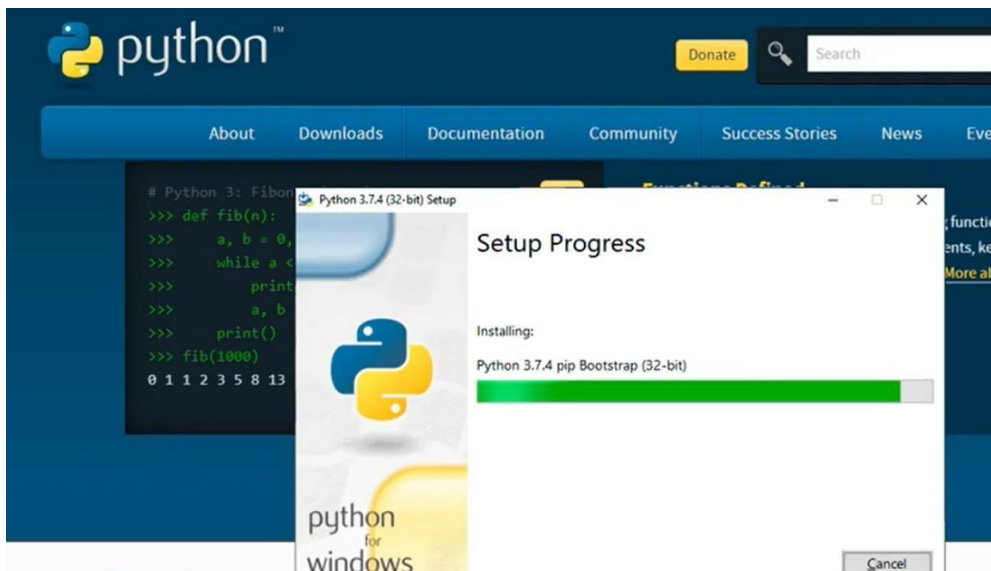 python™
Donate
Search
About Downloads Documentation Community Success Stories News Eve
# Python 3: Fibon
>>> def fib(n):
>>> a, b = 0,
>>> while a <
>>> print
>>> a, b
>>> print()
>>> fib(1000)
0 1 1 2 3 5 8 13
functi
ents, ke
More ab
Python 3.7.4 (32-bit) Setup
Setup Progress
Installing:
Python 3.7.4 pip Bootstrap (32-bit)
python
for
windows
Cancel